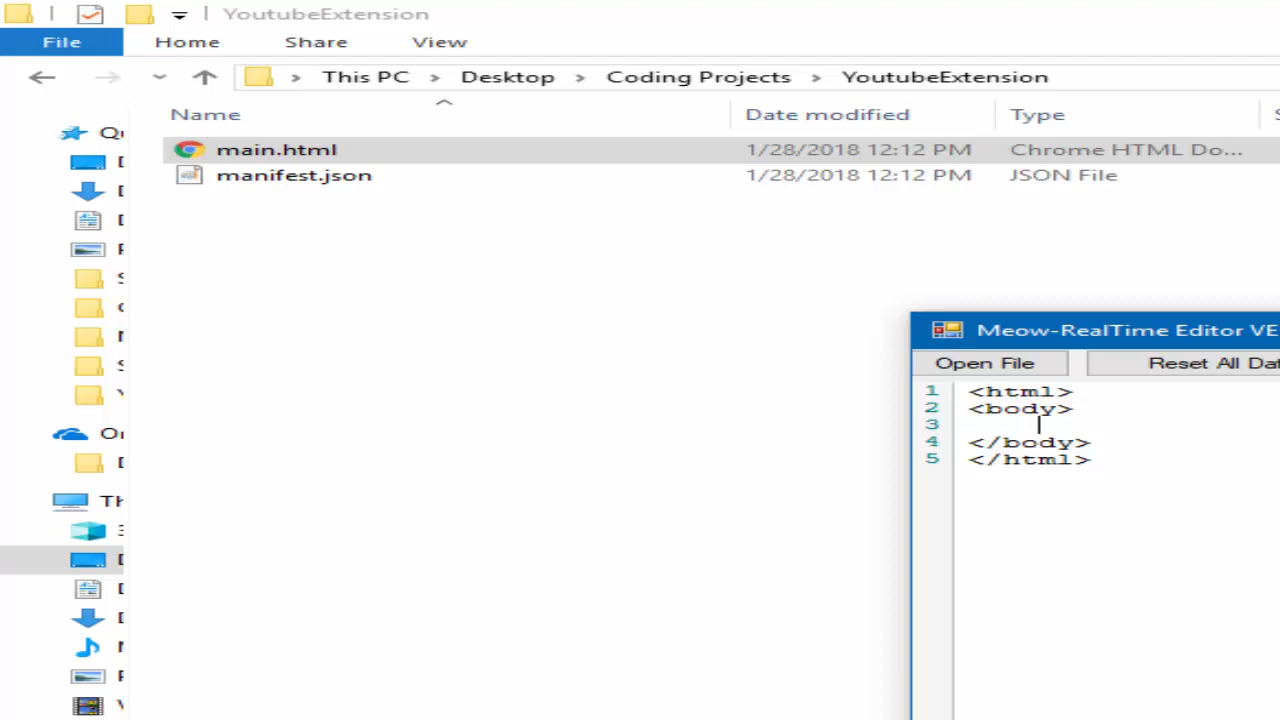 YoutubeExtension
File Home Share View
This PC Desktop Coding Projects YoutubeExtension
Name Date modified Type
main.html 1/28/2018 12:12 PM Chrome HTML Do...
manifest.json 1/28/2018 12:12 PM JSON File
Meow-RealTime Editor VE
Open File Reset All Dat
1 <html>
2 <body>
3
4 </body>
5 </html>